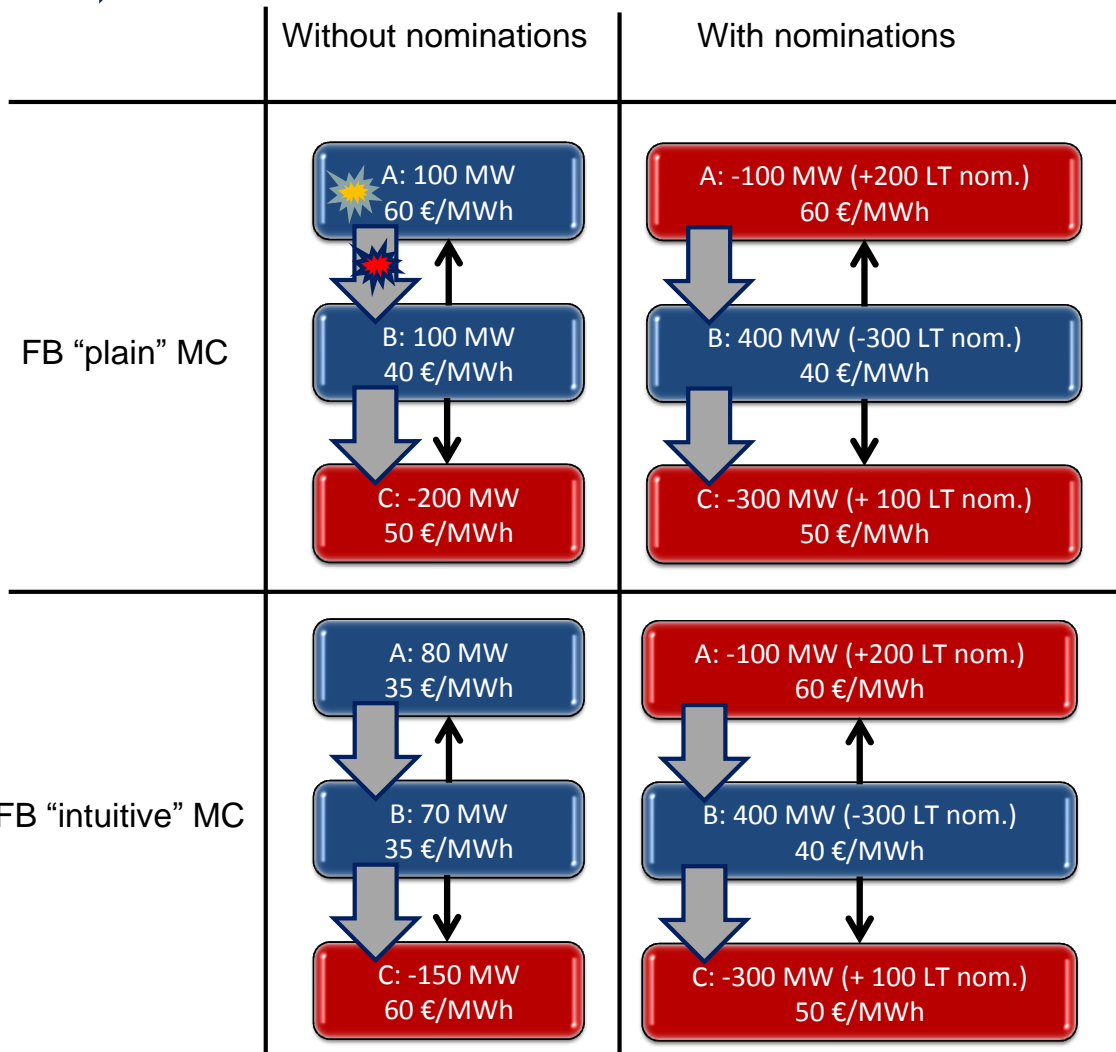 Without nominations
With nominations
FB “plain” MC
A: 100 MW
60 €/MWh
B: 100 MW
40 €/MWh
C: -200 MW
50 €/MWh
A: -100 MW (+200 LT nom.)
60 €/MWh
B: 400 MW (-300 LT nom.)
40 €/MWh
C: -300 MW (+ 100 LT nom.)
50 €/MWh
FB “intuitive” MC
A: 80 MW
35 €/MWh
B: 70 MW
35 €/MWh
C: -150 MW
60 €/MWh
A: -100 MW (+200 LT nom.)
60 €/MWh
B: 400 MW (-300 LT nom.)
40 €/MWh
C: -300 MW (+ 100 LT nom.)
50 €/MWh